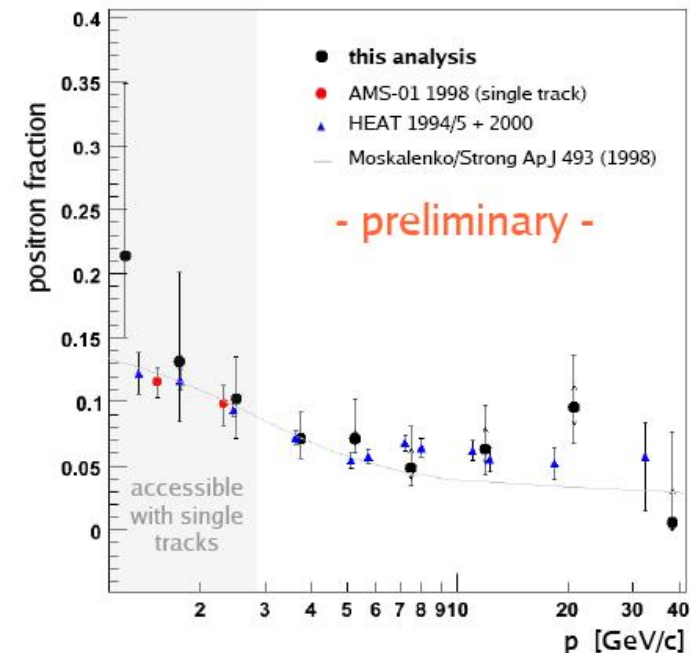 0.4
0.35
0.3
0.25
0.2
0.15
0.1
0.05
0
positron fraction
this analysis
AMS-01 1998 (single track)
HEAT 1994/5 + 2000
Moskalenko/Strong ApJ 493 (1998)
- preliminary -
accessible
with single
tracks
2 3 4 5 6 7 8 910 20 30 40
p [GeV/c]